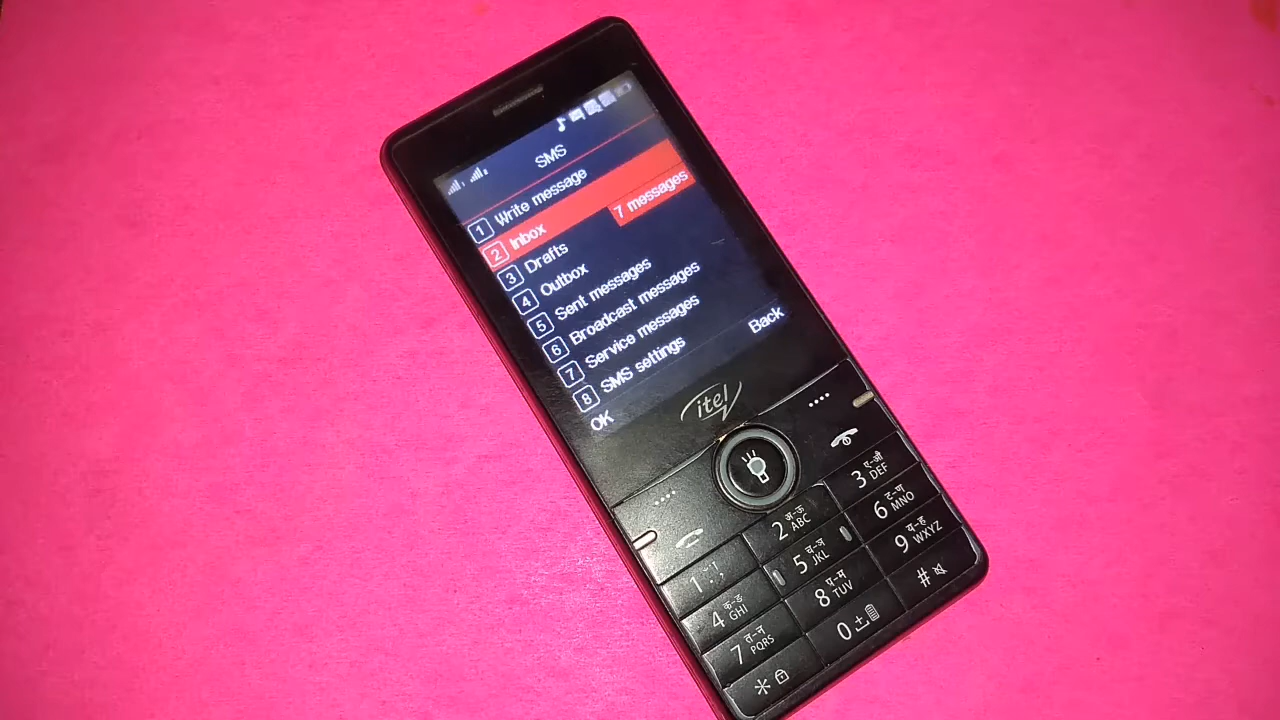 SMS
1 Write message
2 Inbox
7 messages
3 Drafts
4 Outbox
5 Sent messages
6 Broadcast messages
7 Service messages
8 SMS settings
OK Back
itel
1 .,!
2 अ-ऊ ABC
3 ए-औ DEF
4 क-ङ GHI
5 च-ञ JKL
6 ट-ण MNO
7 त-न PQRS
8 प-म TUV
9 य-ह WXYZ
*
0 +
#